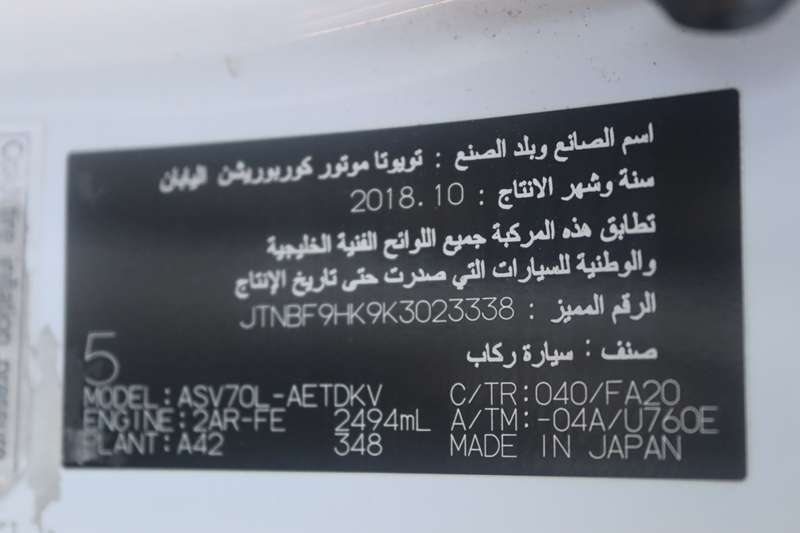 اسم الصانع وبلد الصنع : تويوتا موتور كوربوريشن اليابان
سنة وشهر الانتاج : 2018.10
تطابق هذه المركبة جميع اللوائح الفنية الخليجية
والوطنية للسيارات التي صدرت حتى تاريخ الإنتاج
الرقم المميز : JTNBF9HK9K3023338
صنف : سيارة ركاب
5
MODEL:ASV70L-AETDKV C/TR:040/FA20
ENGINE:2AR-FE 2494mL A/TM:-04A/U760E
PLANT:A42 348 MADE IN JAPAN